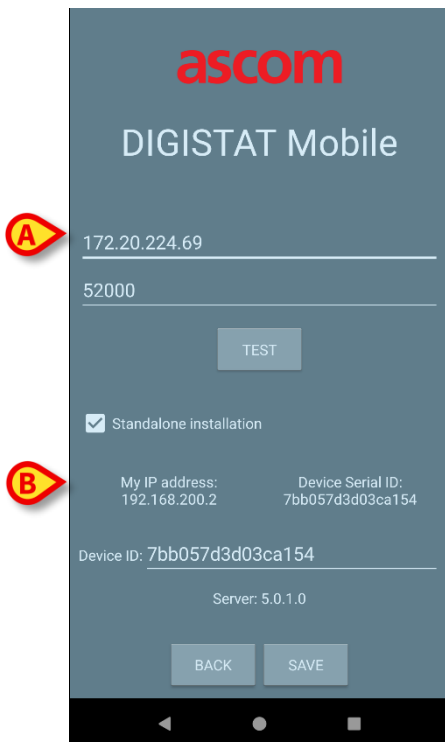 ascom
DIGISTAT Mobile
A
172.20.224.69
52000
TEST
Standalone installation
B
My IP address: Device Serial ID:
192.168.200.2 7bb057d3d03ca154
Device ID: 7bb057d3d03ca154
Server: 5.0.1.0
BACK SAVE